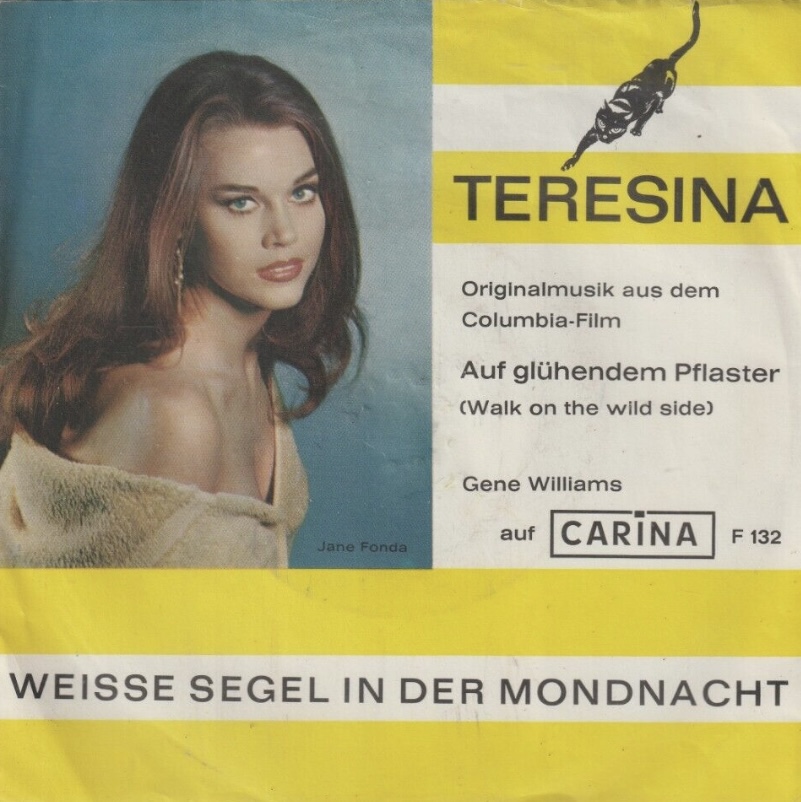 TERESINA
Originalmusik aus dem
Columbia-Film
Auf glühendem Pflaster
(Walk on the wild side)
Gene Williams
auf CARINA F 132
Jane Fonda
WEISSE SEGEL IN DER MONDNACHT